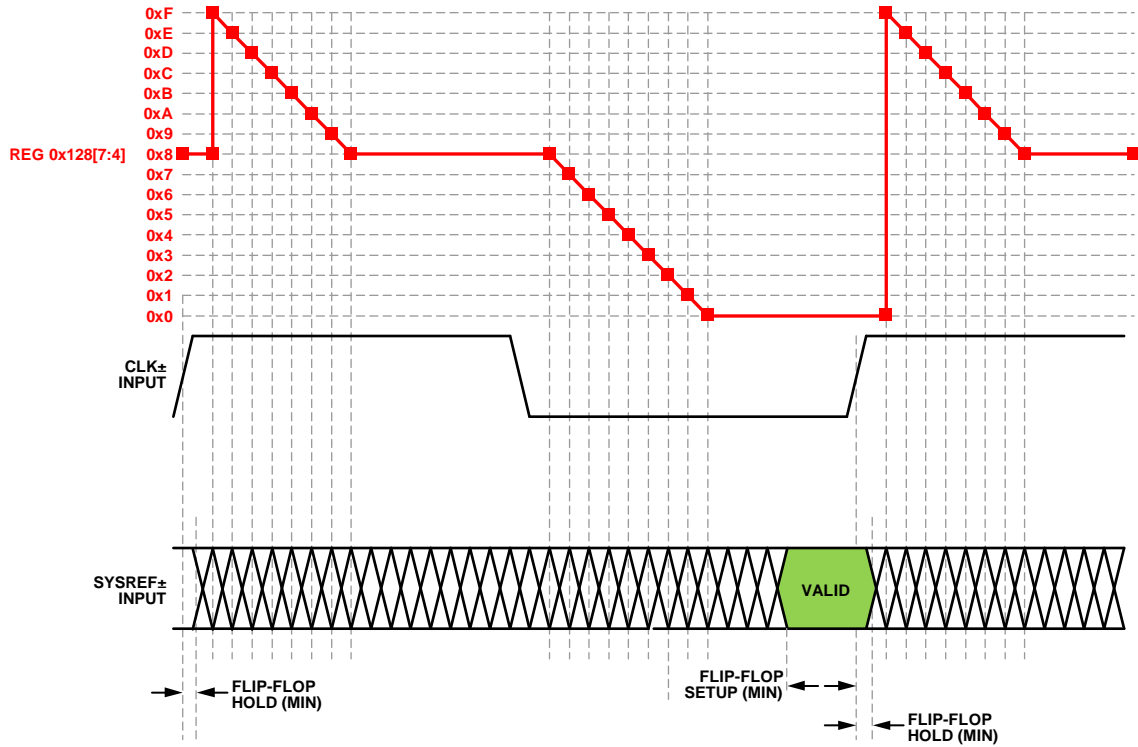 0xF
0xE
0xD
0xC
0xB
0xA
0x9
REG 0x128[7:4]
0x8
0x7
0x6
0x5
0x4
0x3
0x2
0x1
0x0
CLK±
INPUT
SYSREF±
INPUT
VALID
FLIP-FLOP
HOLD (MIN)
FLIP-FLOP
SETUP (MIN)
FLIP-FLOP
HOLD (MIN)